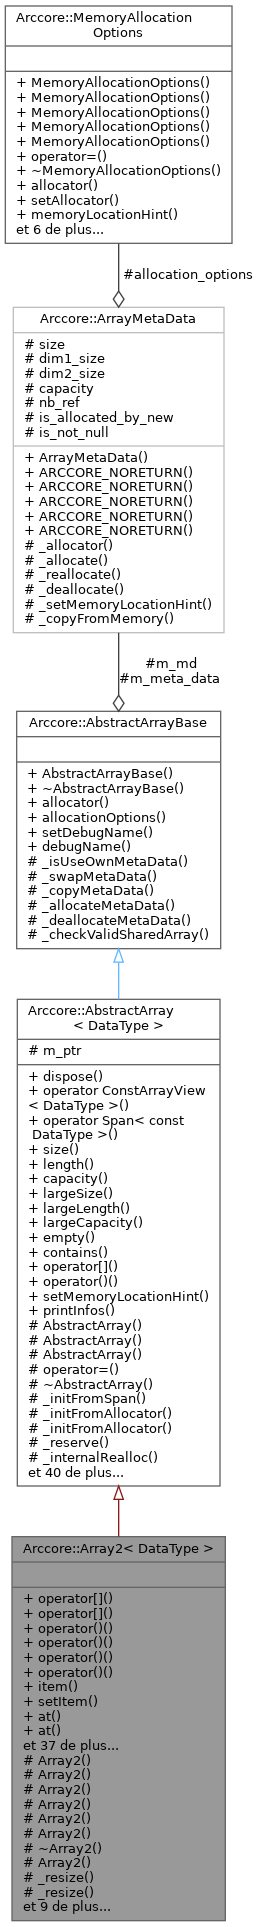 Arccore::MemoryAllocation
Options
+ MemoryAllocationOptions()
+ MemoryAllocationOptions()
+ MemoryAllocationOptions()
+ MemoryAllocationOptions()
+ MemoryAllocationOptions()
+ operator=()
+ ~MemoryAllocationOptions()
+ allocator()
+ setAllocator()
+ memoryLocationHint()
et 6 de plus...
#allocation_options
Arccore::ArrayMetaData
# size
# dim1_size
# dim2_size
# capacity
# nb_ref
# is_allocated_by_new
# is_not_null
+ ArrayMetaData()
+ ARCCORE_NORETURN()
+ ARCCORE_NORETURN()
+ ARCCORE_NORETURN()
+ ARCCORE_NORETURN()
+ ARCCORE_NORETURN()
# _allocator()
# _allocate()
# _reallocate()
# _deallocate()
# _setMemoryLocationHint()
# _copyFromMemory()
#m_md
#m_meta_data
Arccore::AbstractArrayBase
+ AbstractArrayBase()
+ ~AbstractArrayBase()
+ allocator()
+ allocationOptions()
+ setDebugName()
+ debugName()
# _isUseOwnMetaData()
# _swapMetaData()
# _copyMetaData()
# _allocateMetaData()
# _deallocateMetaData()
# _checkValidSharedArray()
Arccore::AbstractArray
< DataType >
# m_ptr
+ dispose()
+ operator ConstArrayView
< DataType >()
+ operator Span< const
DataType >()
+ size()
+ length()
+ capacity()
+ largeSize()
+ largeLength()
+ largeCapacity()
+ empty()
+ contains()
+ operator[]()
+ operator()()
+ setMemoryLocationHint()
+ printInfos()
# AbstractArray()
# AbstractArray()
# AbstractArray()
# operator=()
# ~AbstractArray()
# _initFromSpan()
# _initFromAllocator()
# _initFromAllocator()
# _reserve()
# _internalRealloc()
et 40 de plus...
Arccore::Array2< DataType >
+ operator[]()
+ operator[]()
+ operator()()
+ operator()()
+ operator()()
+ operator()()
+ item()
+ setItem()
+ at()
+ at()
et 37 de plus...
# Array2()
# Array2()
# Array2()
# Array2()
# Array2()
# Array2()
# ~Array2()
# Array2()
# _resize()
# _resize()
et 9 de plus...